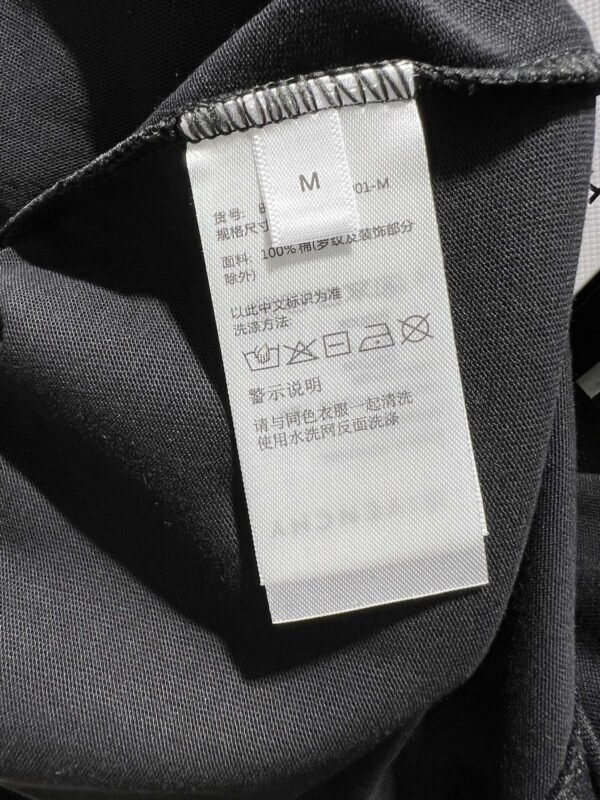 M
货号: 01-M
规格尺寸
面料: 100%棉(罗纹及装饰部分
除外)
以此中文标识为准
洗涤方法:
警示说明
请与同色衣服一起清洗
使用水洗网反面洗涤
GIVENCHY